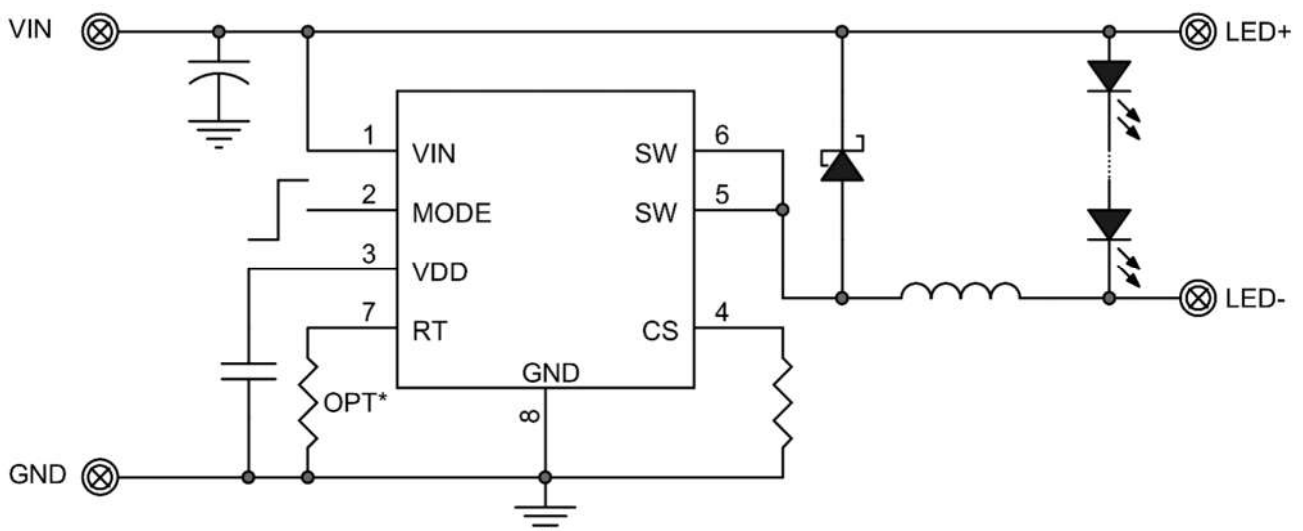 VIN
LED+
1
VIN
SW
6
2
MODE
SW
5
3
VDD
LED-
7
RT
CS
4
GND
OPT*
8
GND